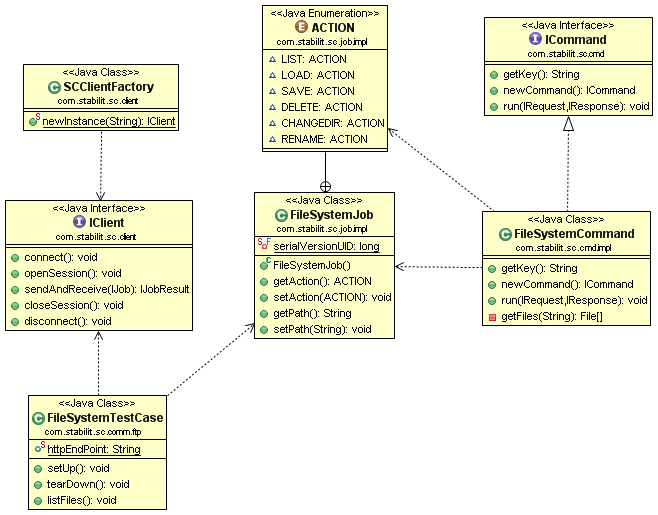 <<Java Enumeration>>
E ACTION
com.stabilit.sc.job.impl
LIST: ACTION
LOAD: ACTION
SAVE: ACTION
DELETE: ACTION
CHANGEDIR: ACTION
RENAME: ACTION
<<Java Interface>>
I ICommand
com.stabilit.sc.cmd
getKey(): String
newCommand(): ICommand
run(IRequest,IResponse): void
<<Java Class>>
C SCClientFactory
com.stabilit.sc.client
S newInstance(String): IClient
<<Java Interface>>
I IClient
com.stabilit.sc.client
connect(): void
openSession(): void
sendAndReceive(IJob): IJobResult
closeSession(): void
disconnect(): void
<<Java Class>>
C FileSystemJob
com.stabilit.sc.job.impl
S F serialVersionUID: long
C FileSystemJob()
getAction(): ACTION
setAction(ACTION): void
getPath(): String
setPath(String): void
<<Java Class>>
C FileSystemCommand
com.stabilit.sc.cmd.impl
getKey(): String
newCommand(): ICommand
run(IRequest,IResponse): void
getFiles(String): File[]
<<Java Class>>
C FileSystemTestCase
com.stabilit.sc.comm.ftp
S httpEndPoint: String
setUp(): void
tearDown(): void
listFiles(): void